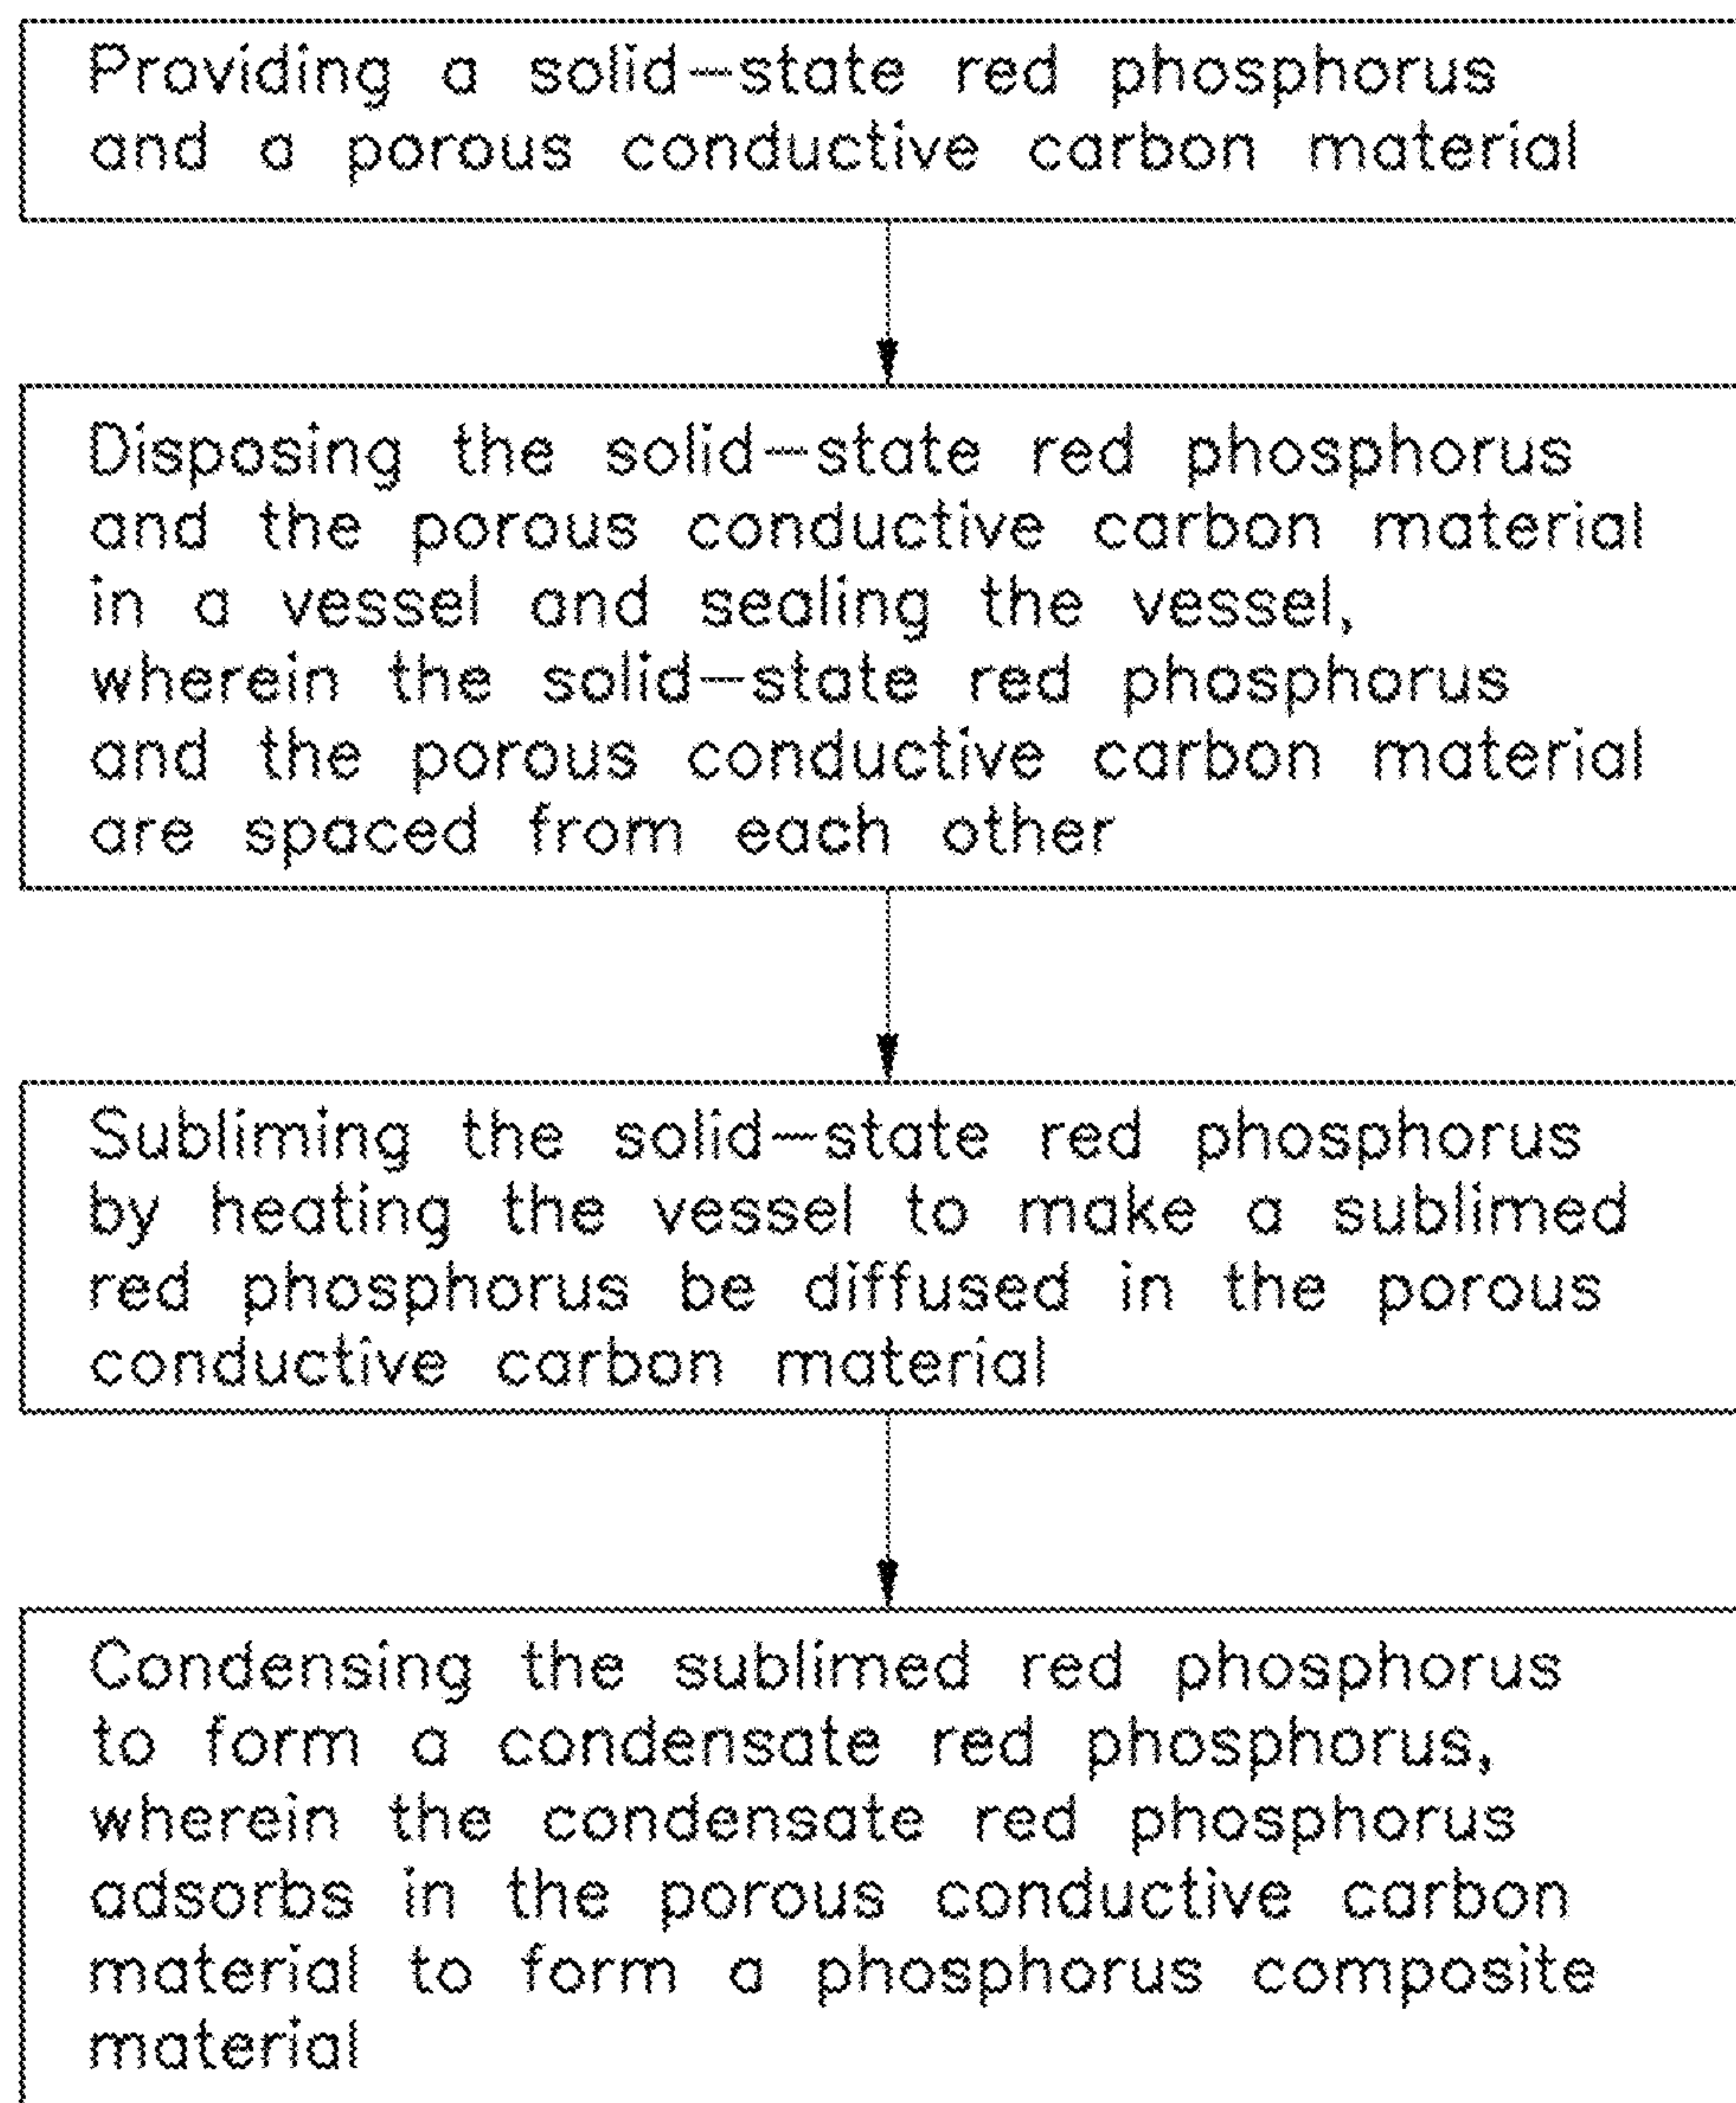 Providing a solid-state red phosphorus
and a porous conductive carbon material
Disposing the solid-state red phosphorus
and the porous conductive carbon material
in a vessel and sealing the vessel,
wherein the solid-state red phosphorus
and the porous conductive carbon material
are spaced from each other
Subliming the solid-state red phosphorus
by heating the vessel to make a sublimed
red phosphorus be diffused in the porous
conductive carbon material
Condensing the sublimed red phosphorus
to form a condensate red phosphorus,
wherein the condensate red phosphorus
adsorbs in the porous conductive carbon
material to form a phosphorus composite
material